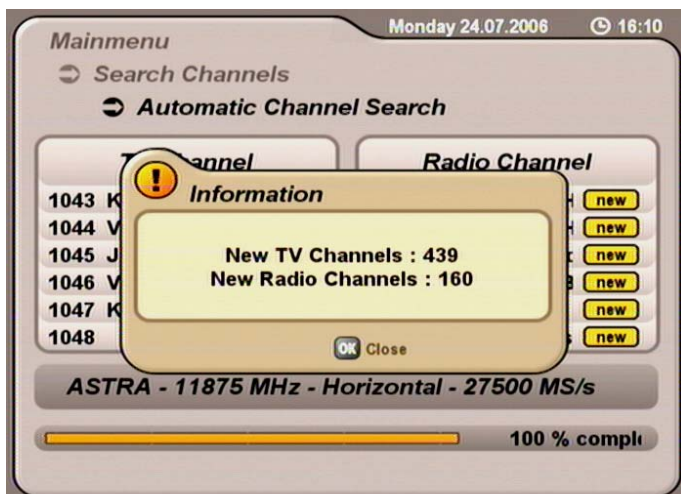 Monday 24.07.2006 16:10
Mainmenu
Search Channels
Automatic Channel Search
Radio Channel
1043 K new
1044 V new
1045 J new
1046 V new
1047 K new
1048 new
!
Information
New TV Channels : 439
New Radio Channels : 160
OK Close
ASTRA - 11875 MHz - Horizontal - 27500 MS/s
100 %